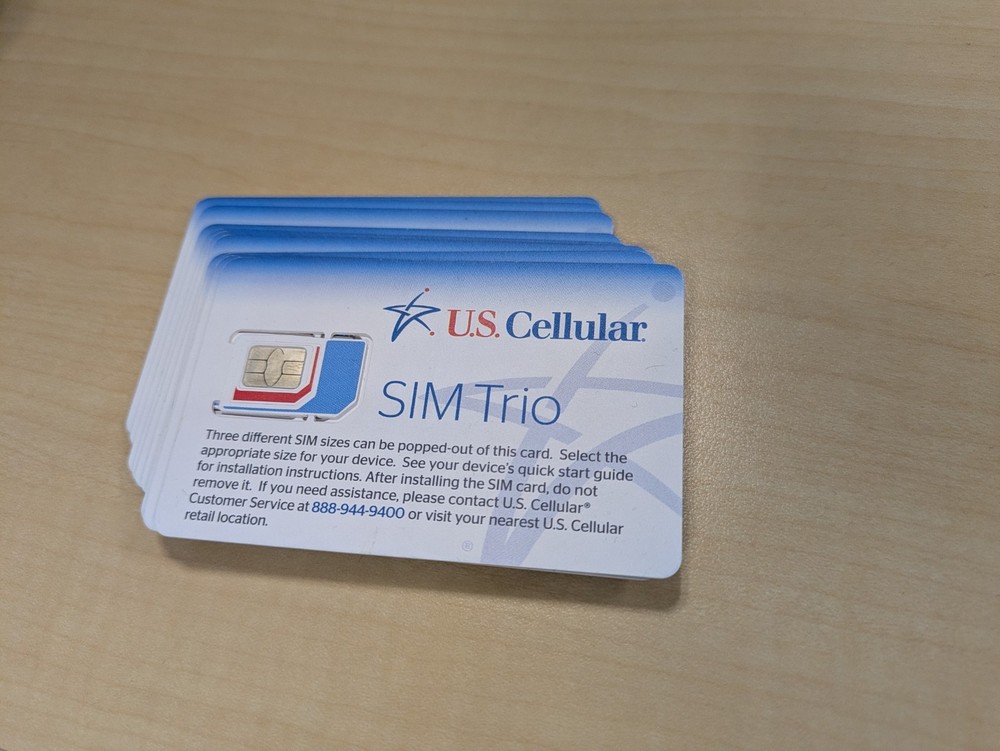 U.S. Cellular.
SIM Trio
Three different SIM sizes can be popped-out of this card. Select the
appropriate size for your device. See your device's quick start guide
for installation instructions. After installing the SIM card, do not
remove it. If you need assistance, please contact U.S. Cellular®
Customer Service at 888-944-9400 or visit your nearest U.S. Cellular
retail location.
®